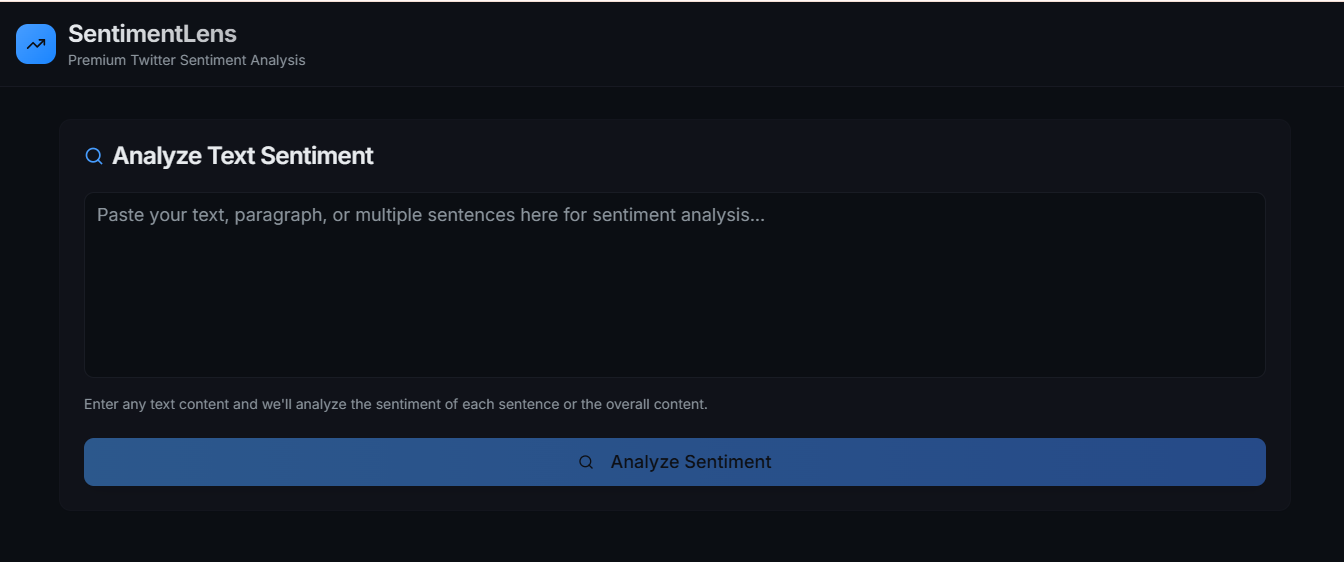 SentimentLens
Premium Twitter Sentiment Analysis
Analyze Text Sentiment
Paste your text, paragraph, or multiple sentences here for sentiment analysis...
Enter any text content and we'll analyze the sentiment of each sentence or the overall content.
Analyze Sentiment